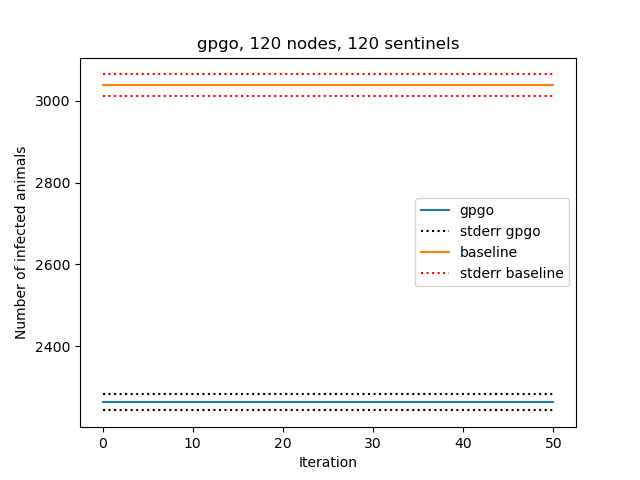 gpgo, 120 nodes, 120 sentinels
Number of infected animals
3000
2800
2600
2400
gpgo
stderr gpgo
baseline
stderr baseline
0 10 20 30 40 50
Iteration